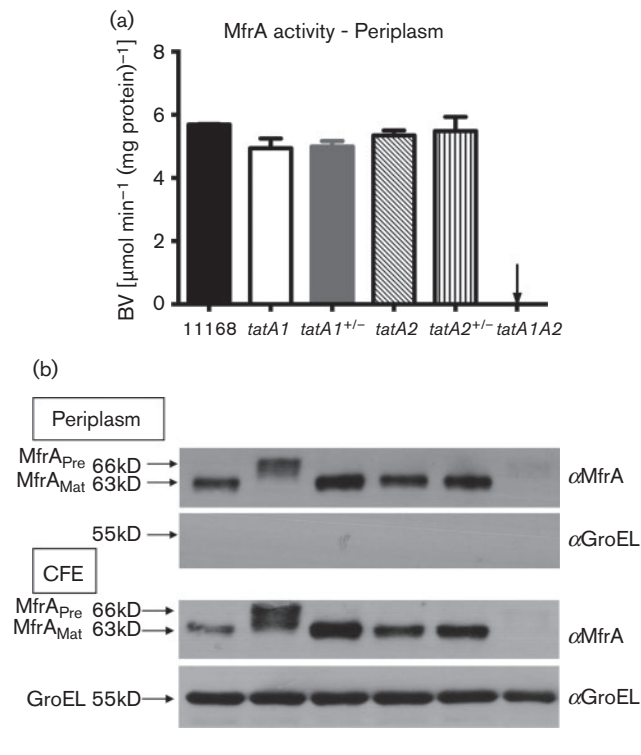 (a)
MfrA activity - Periplasm
BV [μmol min⁻¹ (mg protein)⁻¹]
8
6
4
2
0
11168 tatA1 tatA1⁺/⁻ tatA2 tatA2⁺/⁻ tatA1A2
(b)
Periplasm
MfrAPre 66kD
MfrAMat 63kD
αMfrA
55kD
αGroEL
CFE
MfrAPre 66kD
MfrAMat 63kD
αMfrA
GroEL 55kD
αGroEL